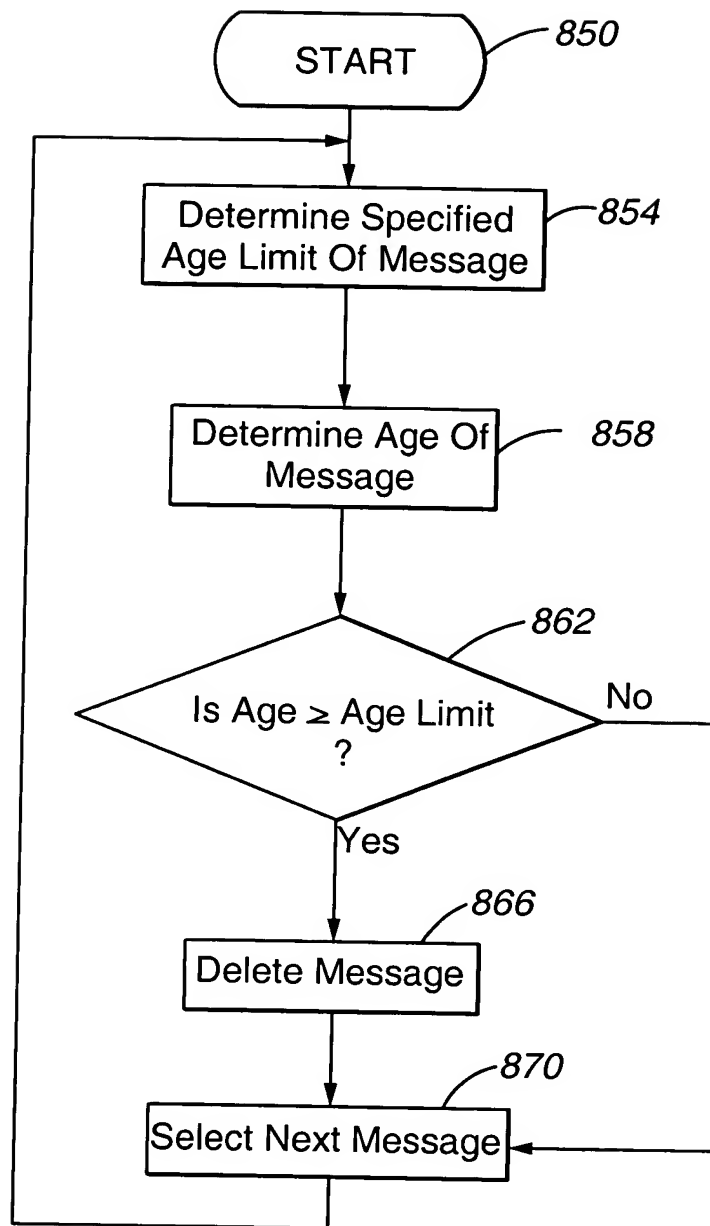 START
850
Determine Specified
Age Limit Of Message
854
Determine Age Of
Message
858
862
Is Age ≥ Age Limit
?
No
Yes
866
Delete Message
870
Select Next Message